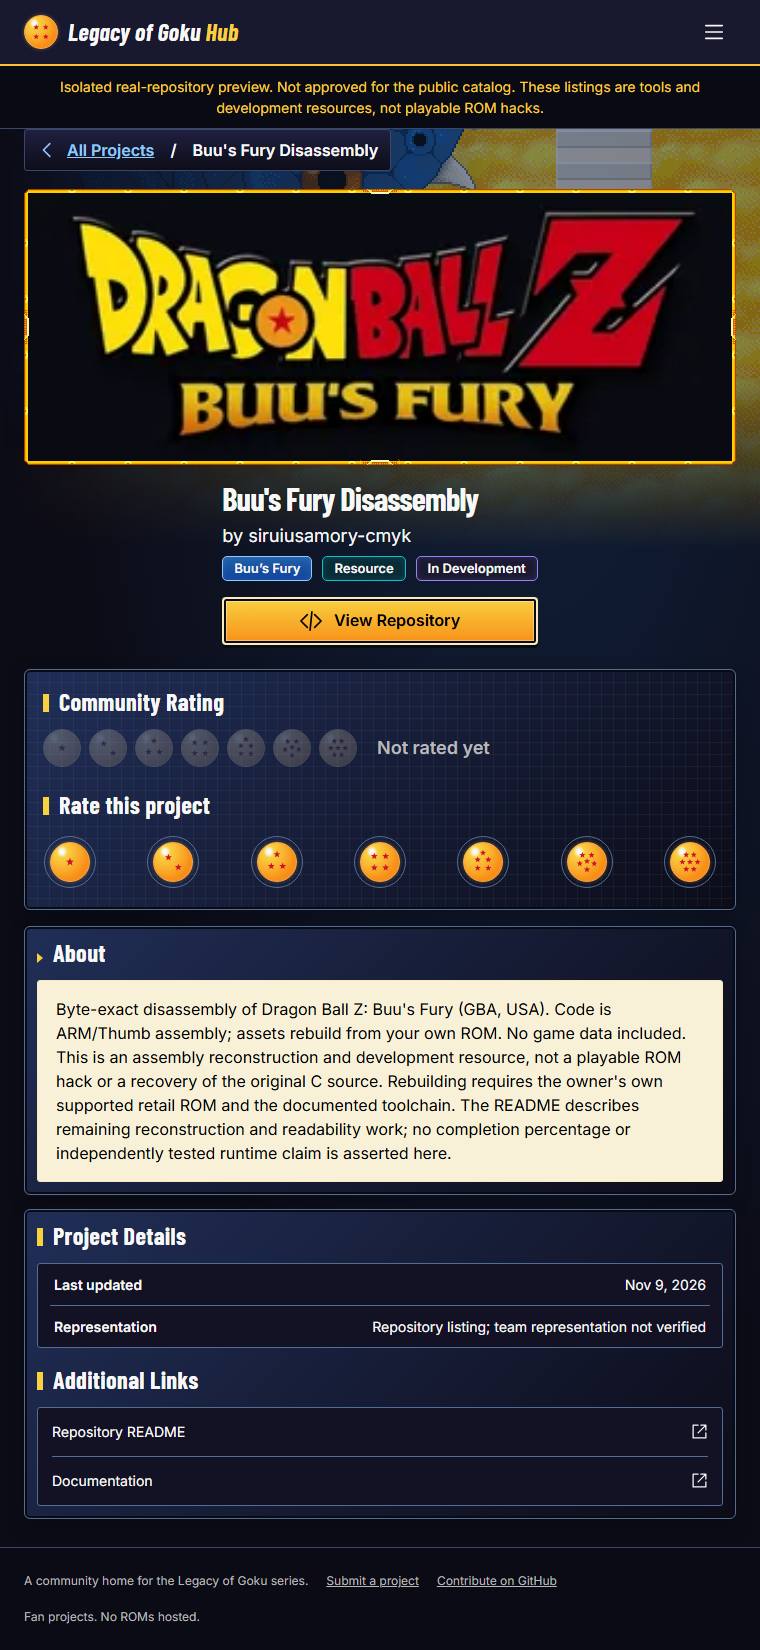 Legacy of Goku Hub
Isolated real-repository preview. Not approved for the public catalog. These listings are tools and
development resources, not playable ROM hacks.
All Projects / Buu's Fury Disassembly
DRAGON BALL Z
BUU'S FURY
Buu's Fury Disassembly
by siruiusamory-cmyk
Buu’s Fury Resource In Development
View Repository
Community Rating
Not rated yet
Rate this project
About
Byte-exact disassembly of Dragon Ball Z: Buu's Fury (GBA, USA). Code is
ARM/Thumb assembly; assets rebuild from your own ROM. No game data included.
This is an assembly reconstruction and development resource, not a playable ROM
hack or a recovery of the original C source. Rebuilding requires the owner's own
supported retail ROM and the documented toolchain. The README describes
remaining reconstruction and readability work; no completion percentage or
independently tested runtime claim is asserted here.
Project Details
Last updated Nov 9, 2026
Representation Repository listing; team representation not verified
Additional Links
Repository README
Documentation
A community home for the Legacy of Goku series. Submit a project Contribute on GitHub
Fan projects. No ROMs hosted.